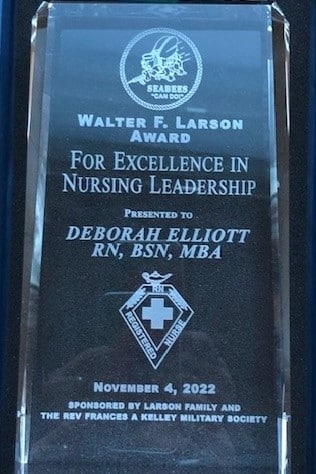 SEABEES
"CAN DO!"
WALTER F. LARSON
AWARD
FOR EXCELLENCE IN
NURSING LEADERSHIP
PRESENTED TO
DEBORAH ELLIOTT
RN, BSN, MBA
RN
REGISTERED NURSE
NOVEMBER 4, 2022
SPONSORED BY LARSON FAMILY AND
THE REV FRANCES A KELLEY MILITARY SOCIETY